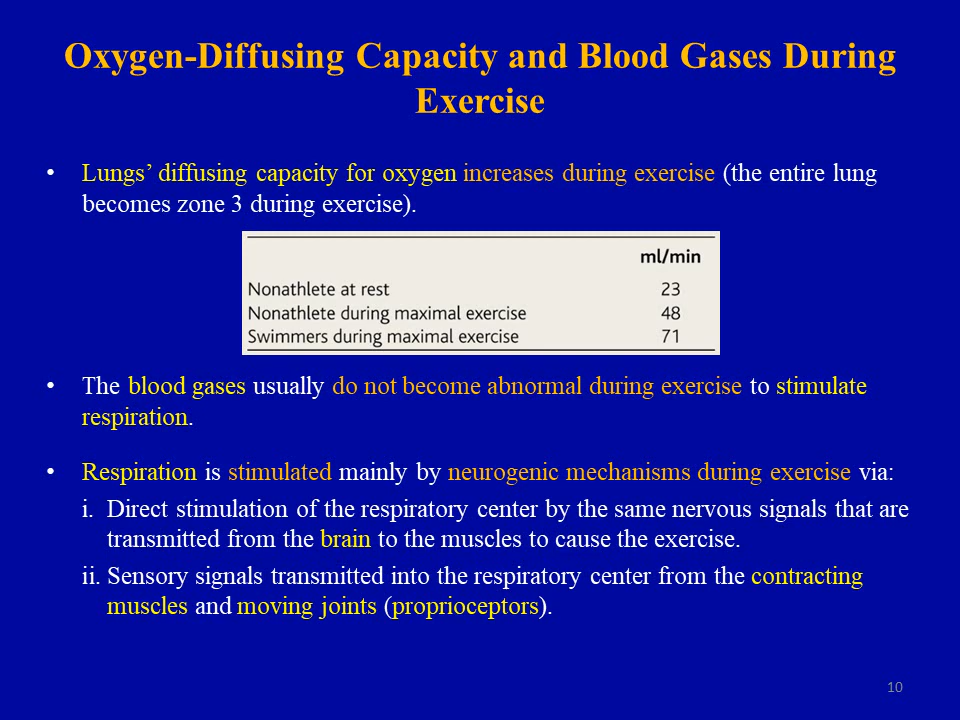 Oxygen-Diffusing Capacity and Blood Gases During
Exercise
• Lungs’ diffusing capacity for oxygen increases during exercise (the entire lung
becomes zone 3 during exercise).
ml/min
Nonathlete at rest 23
Nonathlete during maximal exercise 48
Swimmers during maximal exercise 71
• The blood gases usually do not become abnormal during exercise to stimulate
respiration.
• Respiration is stimulated mainly by neurogenic mechanisms during exercise via:
i. Direct stimulation of the respiratory center by the same nervous signals that are
transmitted from the brain to the muscles to cause the exercise.
ii. Sensory signals transmitted into the respiratory center from the contracting
muscles and moving joints (proprioceptors).
10